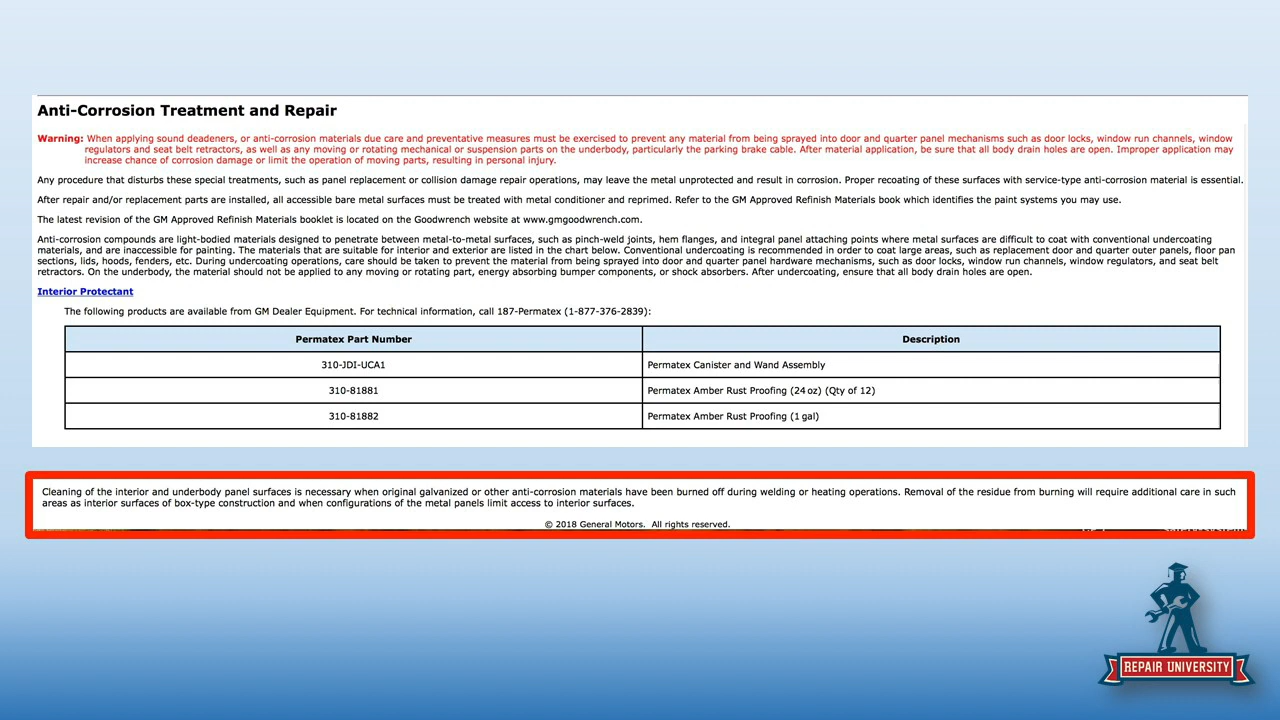 Anti-Corrosion Treatment and Repair
Warning: When applying sound deadeners, or anti-corrosion materials due care and preventative measures must be exercised to prevent any material from being sprayed into door and quarter panel mechanisms such as door locks, window run channels, window
regulators and seat belt retractors, as well as any moving or rotating mechanical or suspension parts on the underbody, particularly the parking brake cable. After material application, be sure that all body drain holes are open. Improper application may
increase chance of corrosion damage or limit the operation of moving parts, resulting in personal injury.
Any procedure that disturbs these special treatments, such as panel replacement or collision damage repair operations, may leave the metal unprotected and result in corrosion. Proper recoating of these surfaces with service-type anti-corrosion material is essential.
After repair and/or replacement parts are installed, all accessible bare metal surfaces must be treated with metal conditioner and reprimed. Refer to the GM Approved Refinish Materials book which identifies the paint systems you may use.
The latest revision of the GM Approved Refinish Materials booklet is located on the Goodwrench website at www.gmgoodwrench.com.
Anti-corrosion compounds are light-bodied materials designed to penetrate between metal-to-metal surfaces, such as pinch-weld joints, hem flanges, and integral panel attaching points where metal surfaces are difficult to coat with conventional undercoating
materials, and are inaccessible for painting. The materials that are suitable for interior and exterior are listed in the chart below. Conventional undercoating is recommended in order to coat large areas, such as replacement door and quarter outer panels, floor pan
sections, lids, hoods, fenders, etc. During undercoating operations, care should be taken to prevent the material from being sprayed into door and quarter panel hardware mechanisms, such as door locks, window run channels, window regulators, and seat belt
retractors. On the underbody, the material should not be applied to any moving or rotating part, energy absorbing bumper components, or shock absorbers. After undercoating, ensure that all body drain holes are open.
Interior Protectant
The following products are available from GM Dealer Equipment. For technical information, call 187-Permatex (1-877-376-2839):
Permatex Part Number Description
310-JDI-UCA1 Permatex Canister and Wand Assembly
310-81881 Permatex Amber Rust Proofing (24 oz) (Qty of 12)
310-81882 Permatex Amber Rust Proofing (1 gal)
Cleaning of the interior and underbody panel surfaces is necessary when original galvanized or other anti-corrosion materials have been burned off during welding or heating operations. Removal of the residue from burning will require additional care in such
areas as interior surfaces of box-type construction and when configurations of the metal panels limit access to interior surfaces.
© 2018 General Motors. All rights reserved.
REPAIR UNIVERSITY